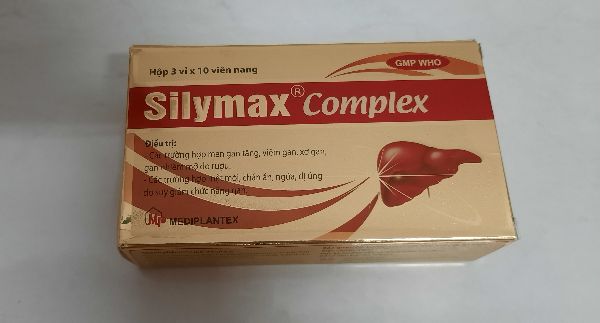 Hộp 3 vỉ x 10 viên nang
GMP WHO
Silymax® Complex
Điều trị:
- Các trường hợp men gan tăng, viêm gan, xơ gan,
gan nhiễm mỡ do rượu.
- Các trường hợp mệt mỏi, chán ăn, ngứa, dị ứng
do suy giảm chức năng gan.
MEDIPLANTEX